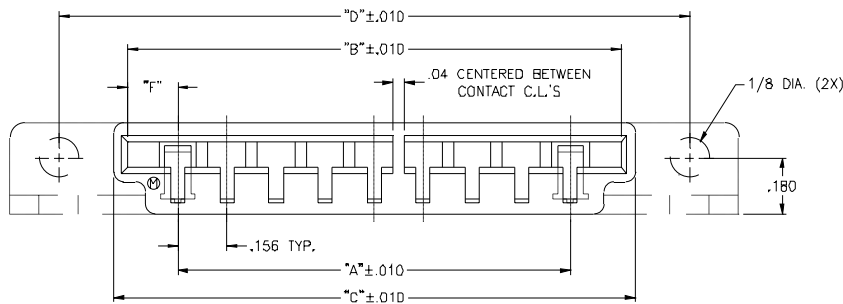 "D"±.010
"B"±.010
"F"
.04 CENTERED BETWEEN
CONTACT C.L.'S
1/8 DIA. (2X)
M
.180
.156 TYP.
"A"±.010
"C"±.010